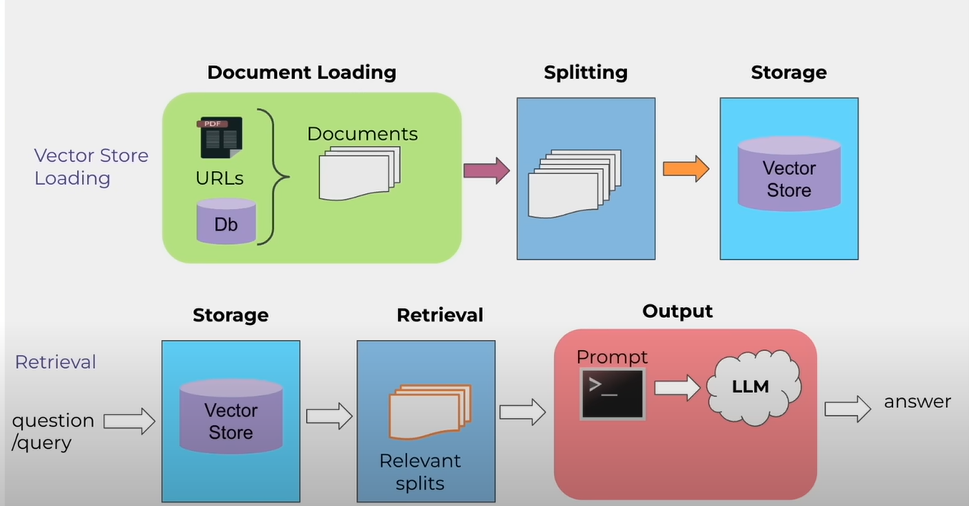 Document Loading
Splitting
Storage
Vector Store
Loading
PDF
URLs
Db
Documents
Vector
Store
Storage
Retrieval
Output
Retrieval
question
/query
Vector
Store
Relevant
splits
Prompt
>_
LLM
answer